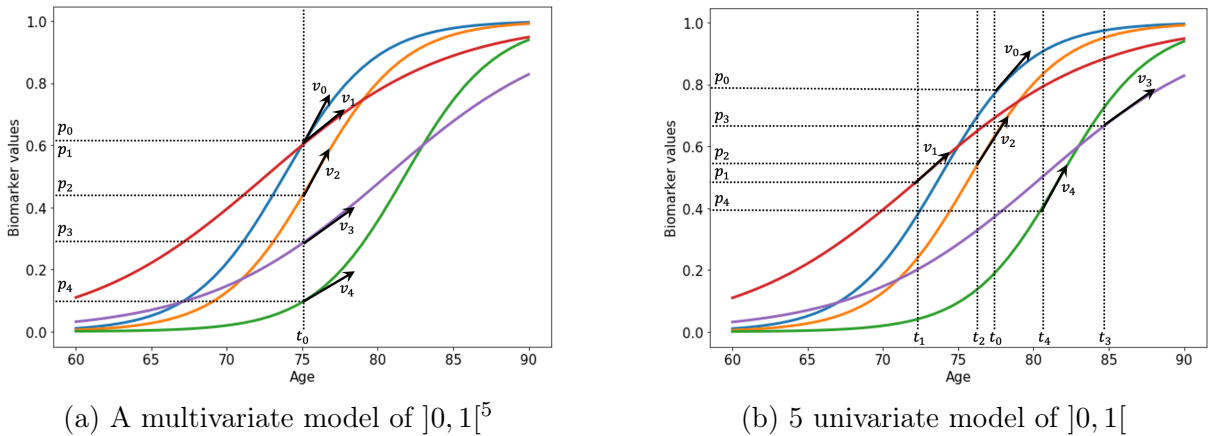 1.0
0.8
0.6
0.4
0.2
0.0
60 65 70 75 80 85 90
Biomarker values
Age
p₀
p₁
p₂
p₃
p₄
v₀
v₁
v₂
v₃
v₄
t₀
(a) A multivariate model of ]0, 1[⁵
1.0
0.8
0.6
0.4
0.2
0.0
60 65 70 75 80 85 90
Biomarker values
Age
p₀
p₃
p₂
p₁
p₄
v₀
v₃
v₂
v₁
v₄
t₁ t₂ t₀ t₄ t₃
(b) 5 univariate model of ]0, 1[